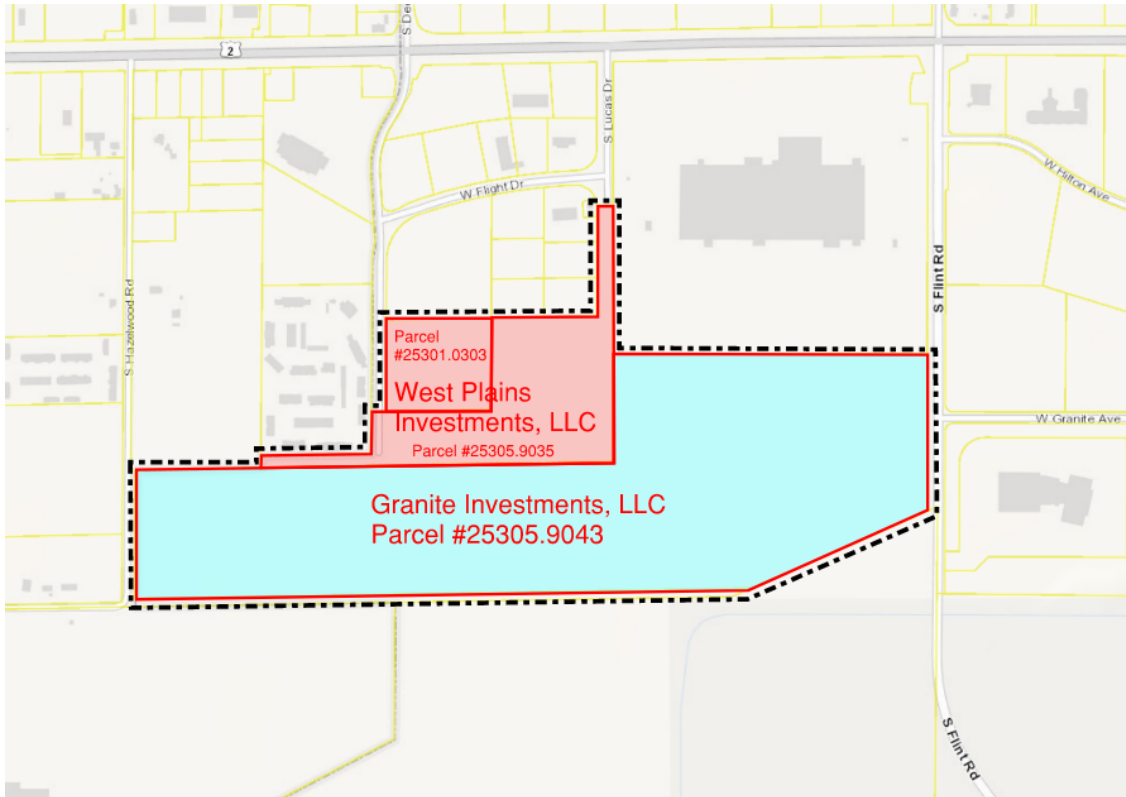 2
S De
S Lucas Dr
W Flight Dr
W Hilton Ave
S Hazelwood Rd
S Flint Rd
Parcel
#25301.0303
West Plains
Investments, LLC
Parcel #25305.9035
W Granite Ave
Granite Investments, LLC
Parcel #25305.9043
S Flint Rd